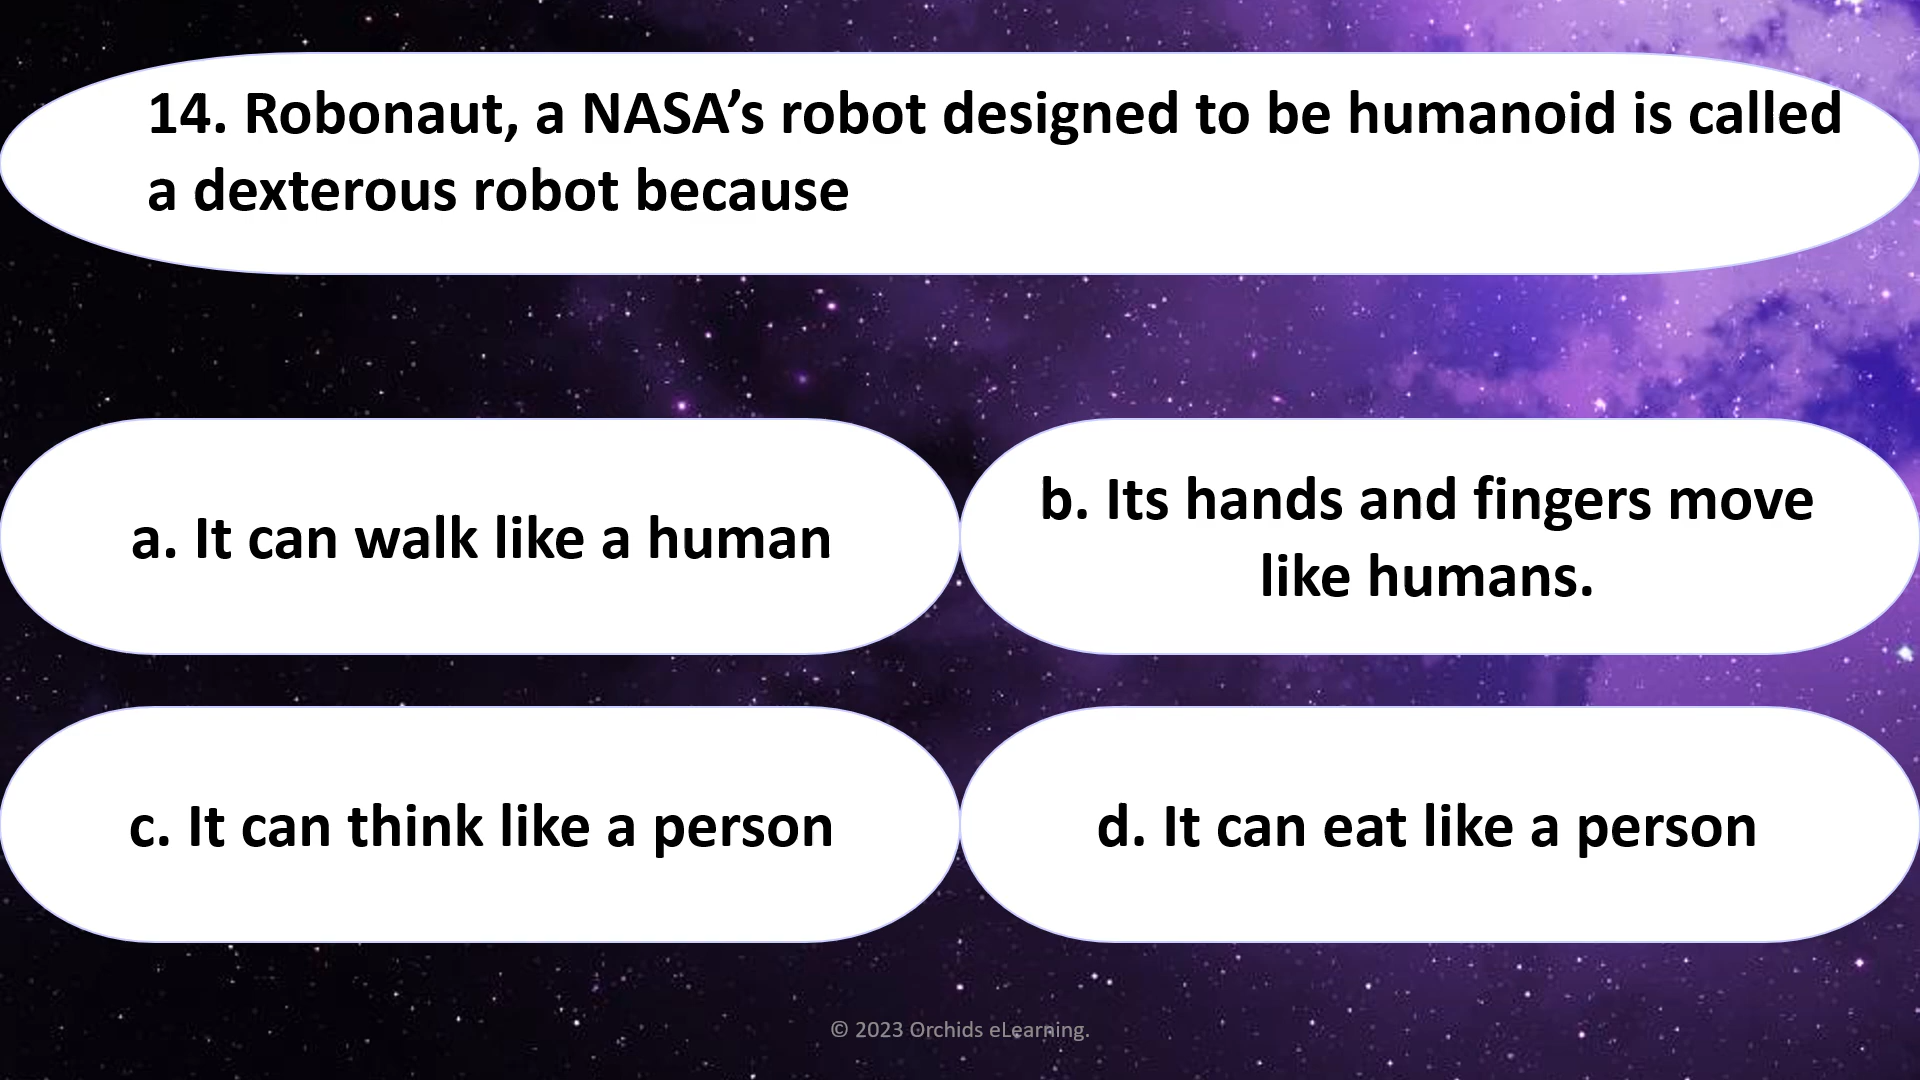 14. Robonaut, a NASA’s robot designed to be humanoid is called
a dexterous robot because
a. It can walk like a human
b. Its hands and fingers move
like humans.
c. It can think like a person
d. It can eat like a person
© 2023 Orchids eLearning.